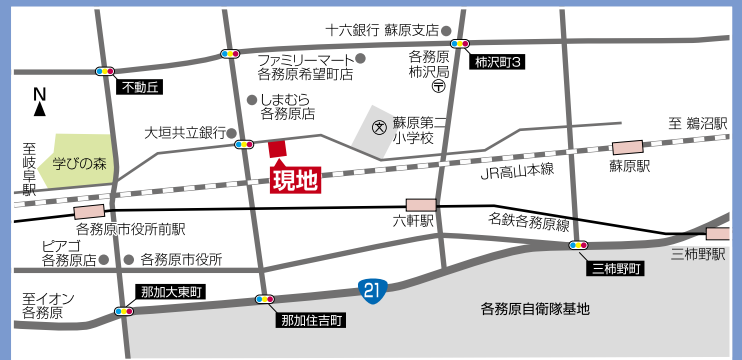 十六銀行 蘇原支店
ファミリーマート
各務原希望町店
各務原
柿沢局
〒
柿沢町3
不動丘
N
しまむら
各務原店
大垣共立銀行
文
蘇原第二
小学校
至 鵜沼駅
至岐阜駅
学びの森
現地
JR高山本線
蘇原駅
各務原市役所前駅
六軒駅
名鉄各務原線
三柿野駅
ピアゴ
各務原店
各務原市役所
三柿野町
至イオン
各務原
那加大東町
21
那加住吉町
各務原自衛隊基地